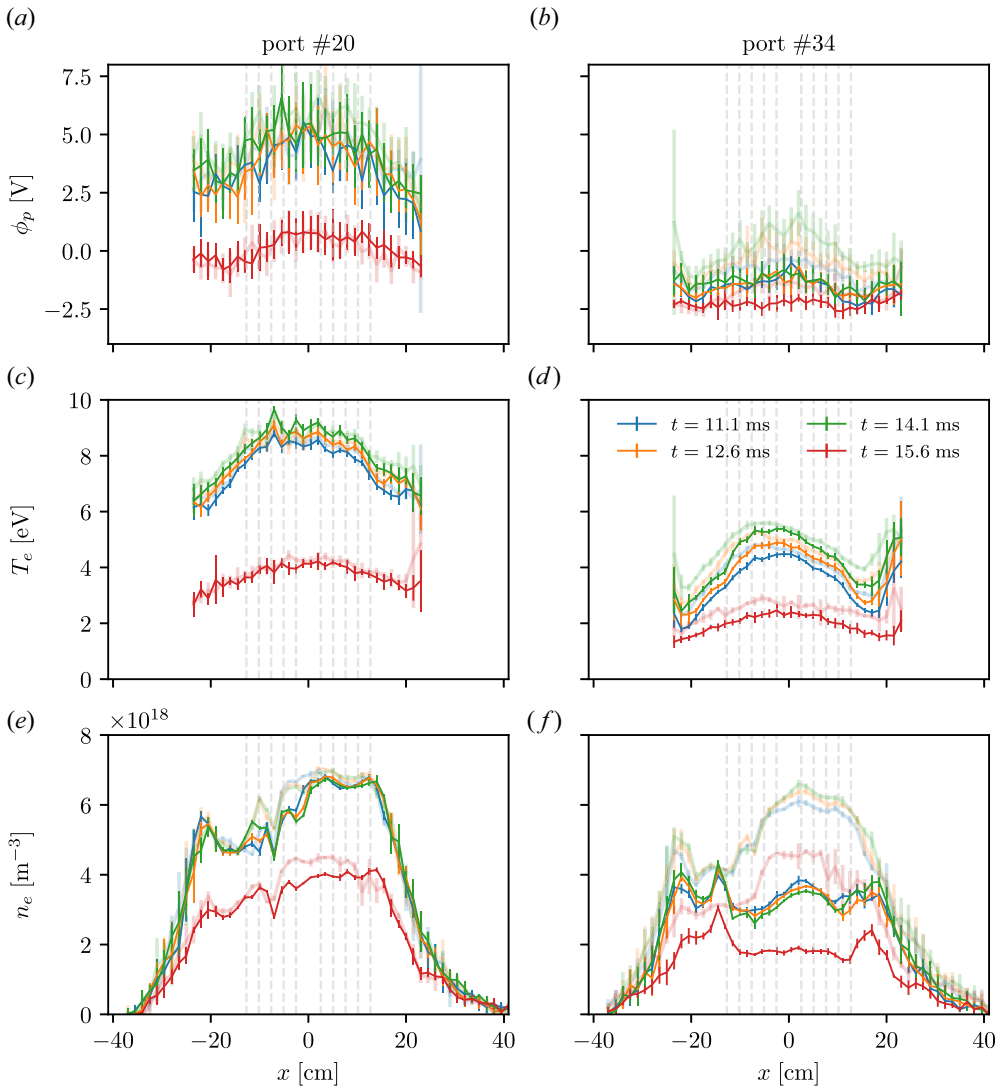 (a)
(b)
port #20
port #34
7.5
5.0
2.5
0.0
−2.5
ϕp [V]
(c)
(d)
10
8
6
4
2
0
Te [eV]
t = 11.1 ms
t = 12.6 ms
t = 14.1 ms
t = 15.6 ms
(e)
(f)
×10^18
8
6
4
2
0
ne [m^−3]
−40 −20 0 20 40
−40 −20 0 20 40
x [cm]
x [cm]